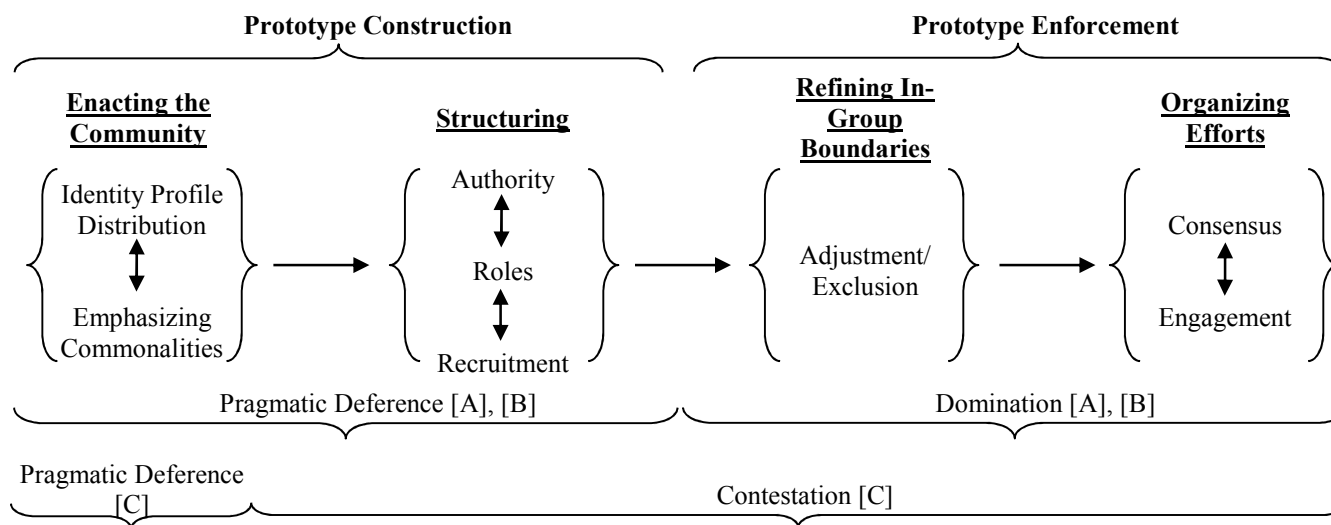 Prototype Construction
Prototype Enforcement
Enacting the
Community
Structuring
Refining In-
Group
Boundaries
Organizing
Efforts
Identity Profile
Distribution
Emphasizing
Commonalities
Authority
Roles
Recruitment
Adjustment/
Exclusion
Consensus
Engagement
Pragmatic Deference [A], [B]
Domination [A], [B]
Pragmatic Deference
[C]
Contestation [C]